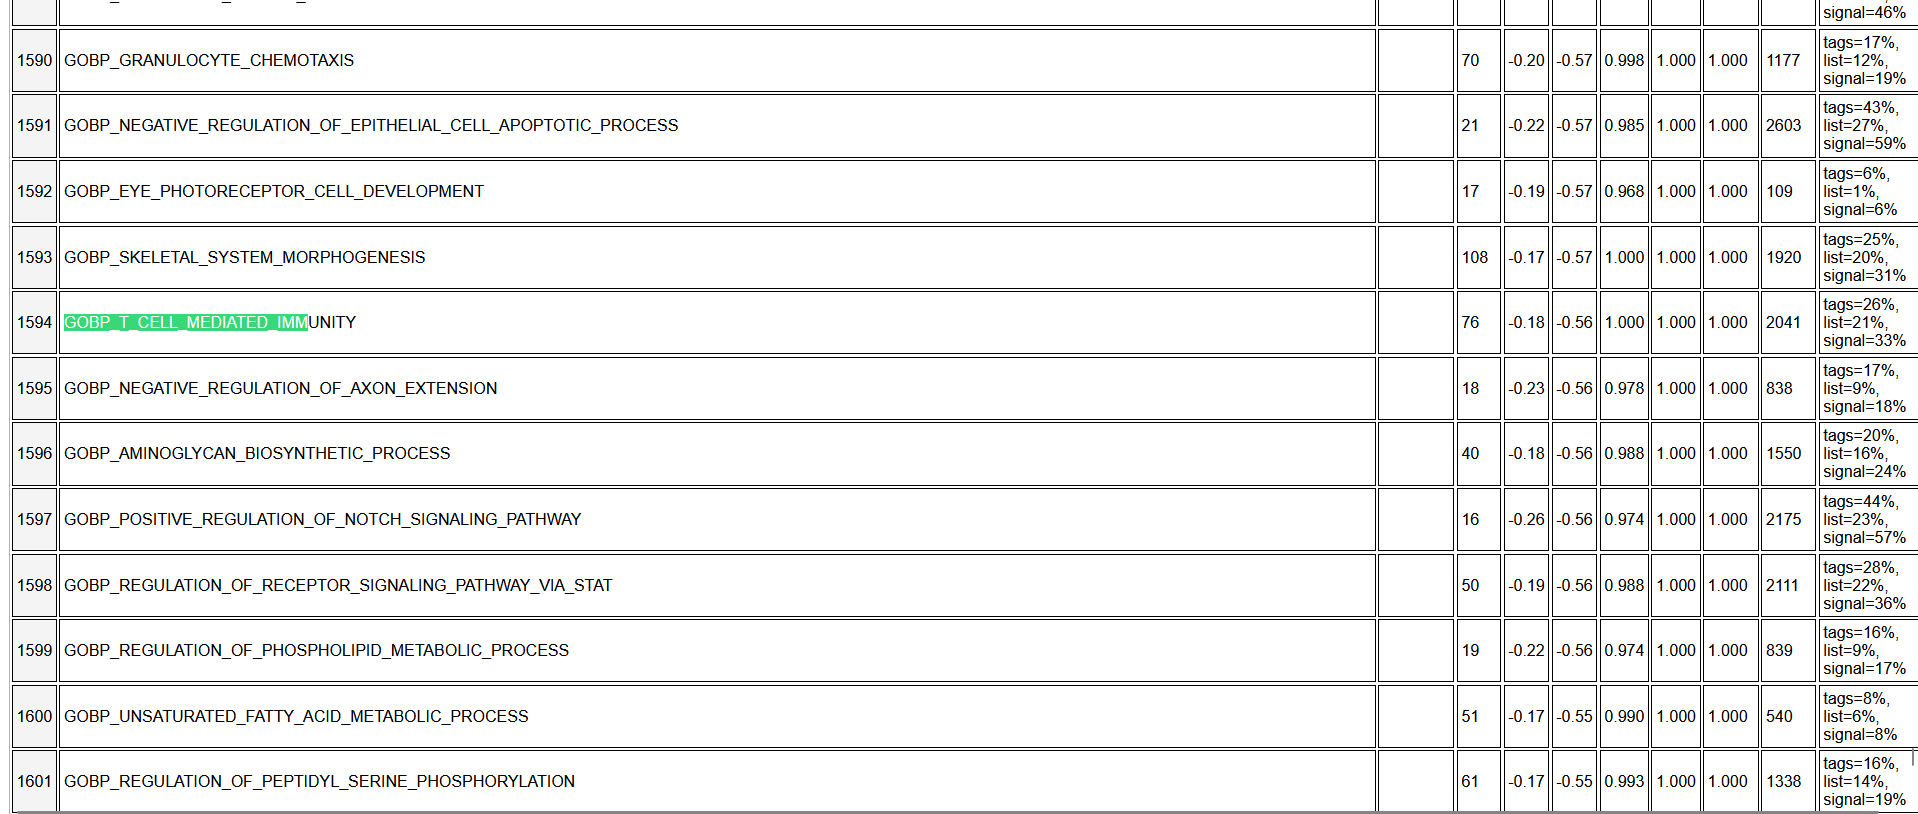 signal=46%
1590 GOBP_GRANULOCYTE_CHEMOTAXIS 70 -0.20 -0.57 0.998 1.000 1.000 1177 tags=17%, list=12%, signal=19%
1591 GOBP_NEGATIVE_REGULATION_OF_EPITHELIAL_CELL_APOPTOTIC_PROCESS 21 -0.22 -0.57 0.985 1.000 1.000 2603 tags=43%, list=27%, signal=59%
1592 GOBP_EYE_PHOTORECEPTOR_CELL_DEVELOPMENT 17 -0.19 -0.57 0.968 1.000 1.000 109 tags=6%, list=1%, signal=6%
1593 GOBP_SKELETAL_SYSTEM_MORPHOGENESIS 108 -0.17 -0.57 1.000 1.000 1.000 1920 tags=25%, list=20%, signal=31%
1594 GOBP_T_CELL_MEDIATED_IMMUNITY 76 -0.18 -0.56 1.000 1.000 1.000 2041 tags=26%, list=21%, signal=33%
1595 GOBP_NEGATIVE_REGULATION_OF_AXON_EXTENSION 18 -0.23 -0.56 0.978 1.000 1.000 838 tags=17%, list=9%, signal=18%
1596 GOBP_AMINOGLYCAN_BIOSYNTHETIC_PROCESS 40 -0.18 -0.56 0.988 1.000 1.000 1550 tags=20%, list=16%, signal=24%
1597 GOBP_POSITIVE_REGULATION_OF_NOTCH_SIGNALING_PATHWAY 16 -0.26 -0.56 0.974 1.000 1.000 2175 tags=44%, list=23%, signal=57%
1598 GOBP_REGULATION_OF_RECEPTOR_SIGNALING_PATHWAY_VIA_STAT 50 -0.19 -0.56 0.988 1.000 1.000 2111 tags=28%, list=22%, signal=36%
1599 GOBP_REGULATION_OF_PHOSPHOLIPID_METABOLIC_PROCESS 19 -0.22 -0.56 0.974 1.000 1.000 839 tags=16%, list=9%, signal=17%
1600 GOBP_UNSATURATED_FATTY_ACID_METABOLIC_PROCESS 51 -0.17 -0.55 0.990 1.000 1.000 540 tags=8%, list=6%, signal=8%
1601 GOBP_REGULATION_OF_PEPTIDYL_SERINE_PHOSPHORYLATION 61 -0.17 -0.55 0.993 1.000 1.000 1338 tags=16%, list=14%, signal=19%